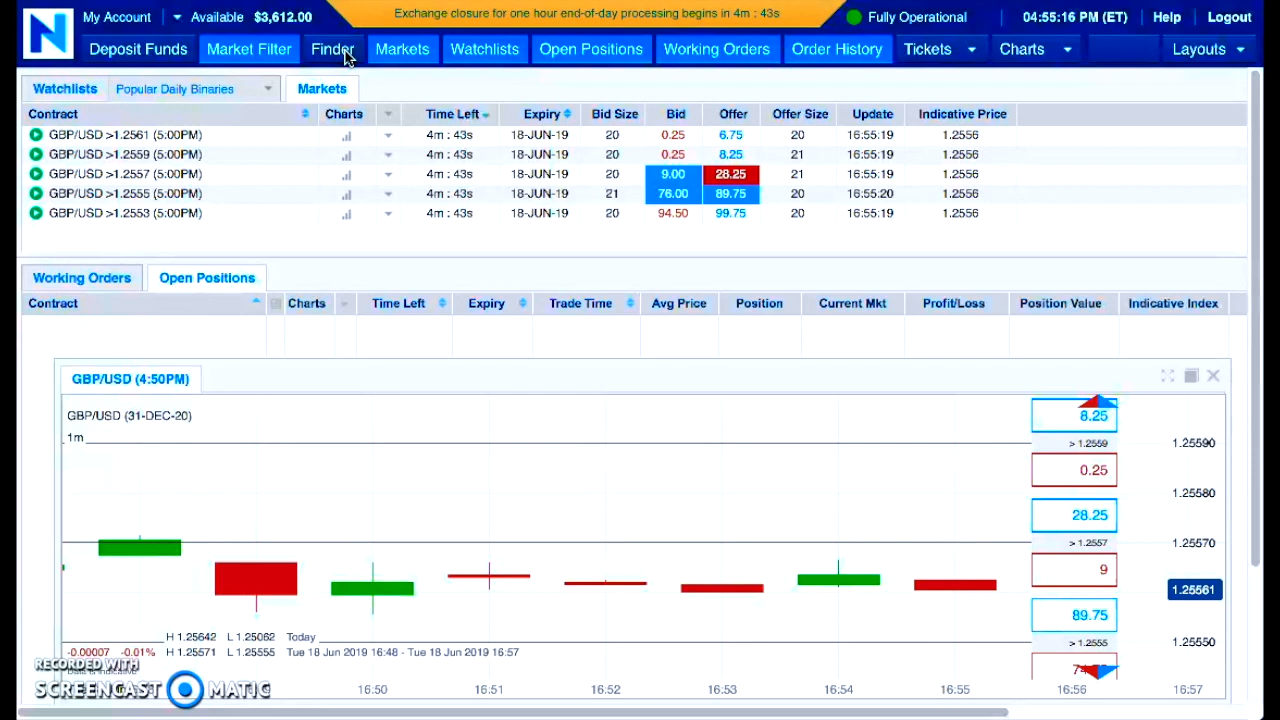 Exchange closure for one hour end-of-day processing begins in 4m : 43s
N My Account Available $3,612.00 Fully Operational 04:55:16 PM (ET) Help Logout
Deposit Funds Market Filter Finder Markets Watchlists Open Positions Working Orders Order History Tickets Charts Layouts
Watchlists Popular Daily Binaries Markets
Contract Charts Time Left Expiry Bid Size Bid Offer Offer Size Update Indicative Price
GBP/USD >1.2561 (5:00PM) 4m : 43s 18-JUN-19 20 0.25 6.75 20 16:55:19 1.2556
GBP/USD >1.2559 (5:00PM) 4m : 43s 18-JUN-19 20 0.25 8.25 21 16:55:19 1.2556
GBP/USD >1.2557 (5:00PM) 4m : 43s 18-JUN-19 20 9.00 28.25 21 16:55:19 1.2556
GBP/USD >1.2555 (5:00PM) 4m : 43s 18-JUN-19 21 76.00 89.75 20 16:55:20 1.2556
GBP/USD >1.2553 (5:00PM) 4m : 43s 18-JUN-19 20 94.50 99.75 20 16:55:19 1.2556
Working Orders Open Positions
Contract Charts Time Left Expiry Trade Time Avg Price Position Current Mkt Profit/Loss Position Value Indicative Index
GBP/USD (4:50PM)
GBP/USD (31-DEC-20) 8.25
1m > 1.2559 1.25590
0.25
1.25580
28.25
> 1.2557 1.25570
9
1.25561
89.75
H 1.25642 L 1.25062 Today > 1.2555 1.25550
-0.00007 -0.01% H 1.25571 L 1.25555 Tue 18 Jun 2019 16:48 - Tue 18 Jun 2019 16:57
RECORDED WITH
Data is indicative
SCREENCAST MATIC
16:50 16:51 16:52 16:53 16:54 16:55 16:56 16:57